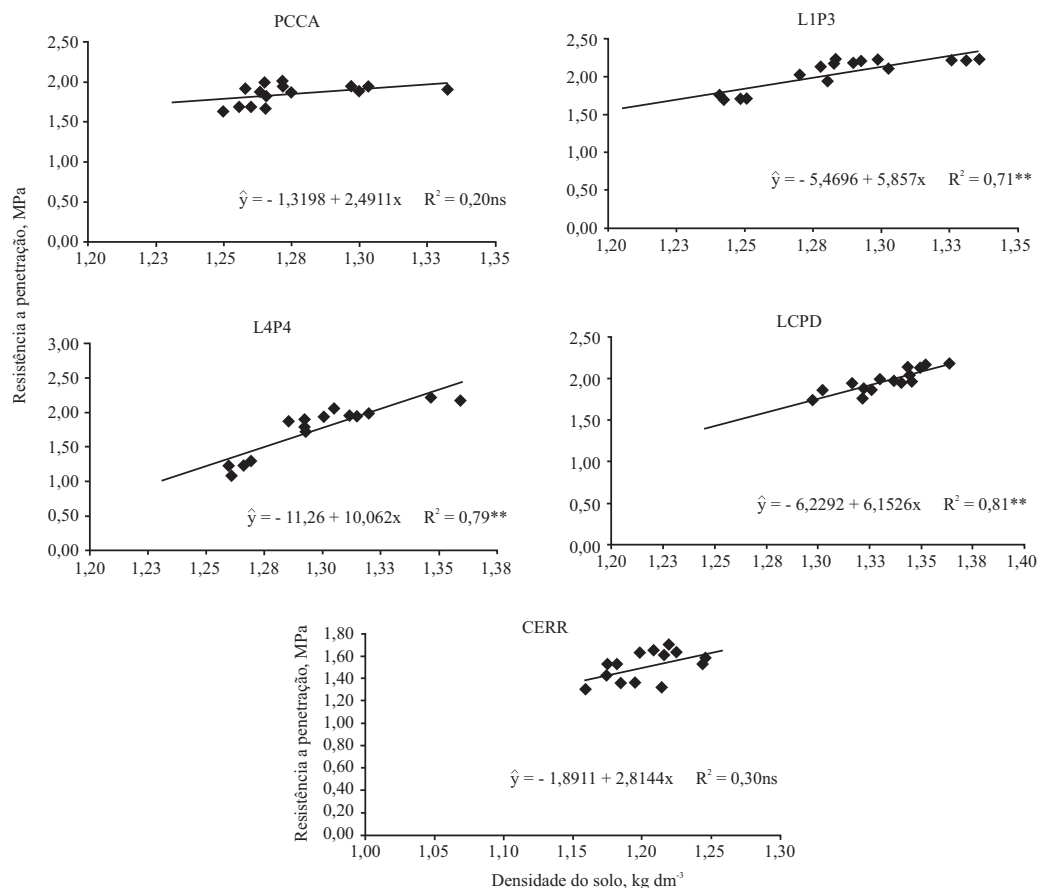 PCCA
2,50
2,00
1,50
1,00
0,50
0,00
1,20 1,23 1,25 1,28 1,30 1,33 1,35
ŷ = - 1,3198 + 2,4911x R² = 0,20ns
L1P3
2,50
2,00
1,50
1,00
0,50
0,00
1,20 1,23 1,25 1,28 1,30 1,33 1,35
ŷ = - 5,4696 + 5,857x R² = 0,71**
Resistência a penetração, MPa
L4P4
3,00
2,50
2,00
1,50
1,00
0,50
0,00
1,20 1,23 1,25 1,28 1,30 1,33 1,35 1,38
ŷ = - 11,26 + 10,062x R² = 0,79**
LCPD
2,50
2,00
1,50
1,00
0,50
0,00
1,20 1,23 1,25 1,28 1,30 1,33 1,35 1,38 1,40
ŷ = - 6,2292 + 6,1526x R² = 0,81**
CERR
Resistência a penetração, MPa
1,80
1,60
1,40
1,20
1,00
0,80
0,60
0,40
0,20
0,00
1,00 1,05 1,10 1,15 1,20 1,25 1,30
ŷ = - 1,8911 + 2,8144x R² = 0,30ns
Densidade do solo, kg dm⁻³